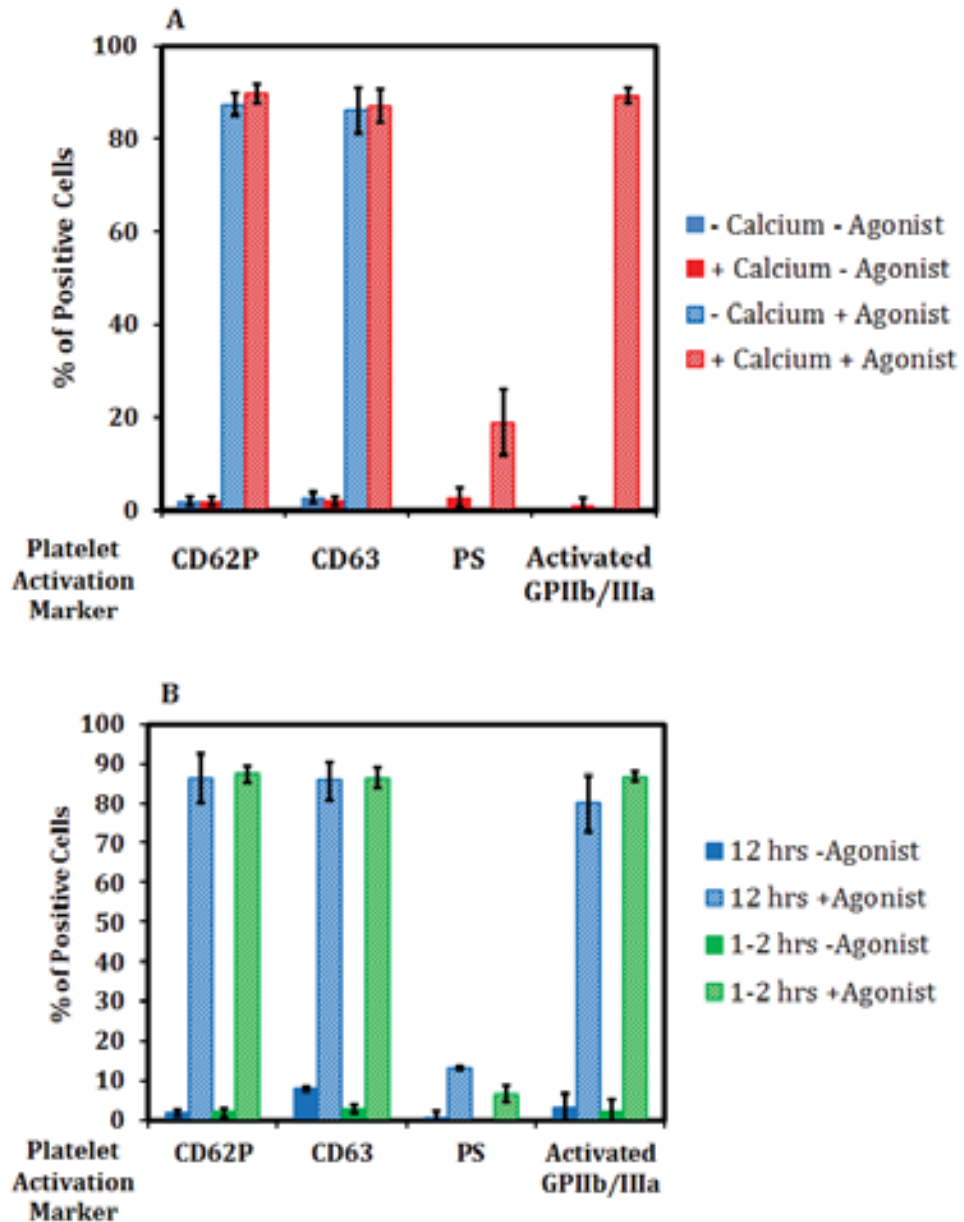 A
100
80
60
40
20
0
% of Positive Cells
Platelet
Activation
Marker
CD62P
CD63
PS
Activated
GPIIb/IIIa
- Calcium - Agonist
+ Calcium - Agonist
- Calcium + Agonist
+ Calcium + Agonist
B
100
90
80
70
60
50
40
30
20
10
0
% of Positive Cells
Platelet
Activation
Marker
CD62P
CD63
PS
Activated
GPIIb/IIIa
12 hrs -Agonist
12 hrs +Agonist
1-2 hrs -Agonist
1-2 hrs +Agonist